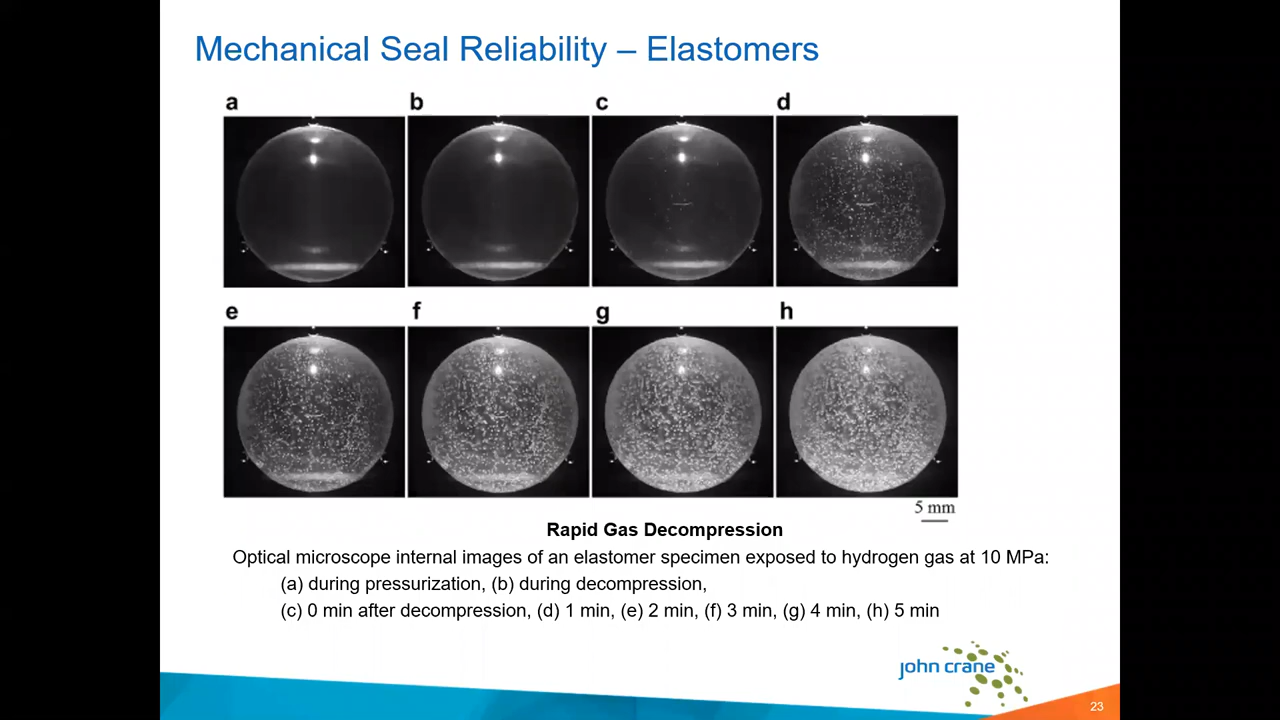 Mechanical Seal Reliability – Elastomers
a b c d
e f g h
5 mm
Rapid Gas Decompression
Optical microscope internal images of an elastomer specimen exposed to hydrogen gas at 10 MPa:
(a) during pressurization, (b) during decompression,
(c) 0 min after decompression, (d) 1 min, (e) 2 min, (f) 3 min, (g) 4 min, (h) 5 min
john crane
23